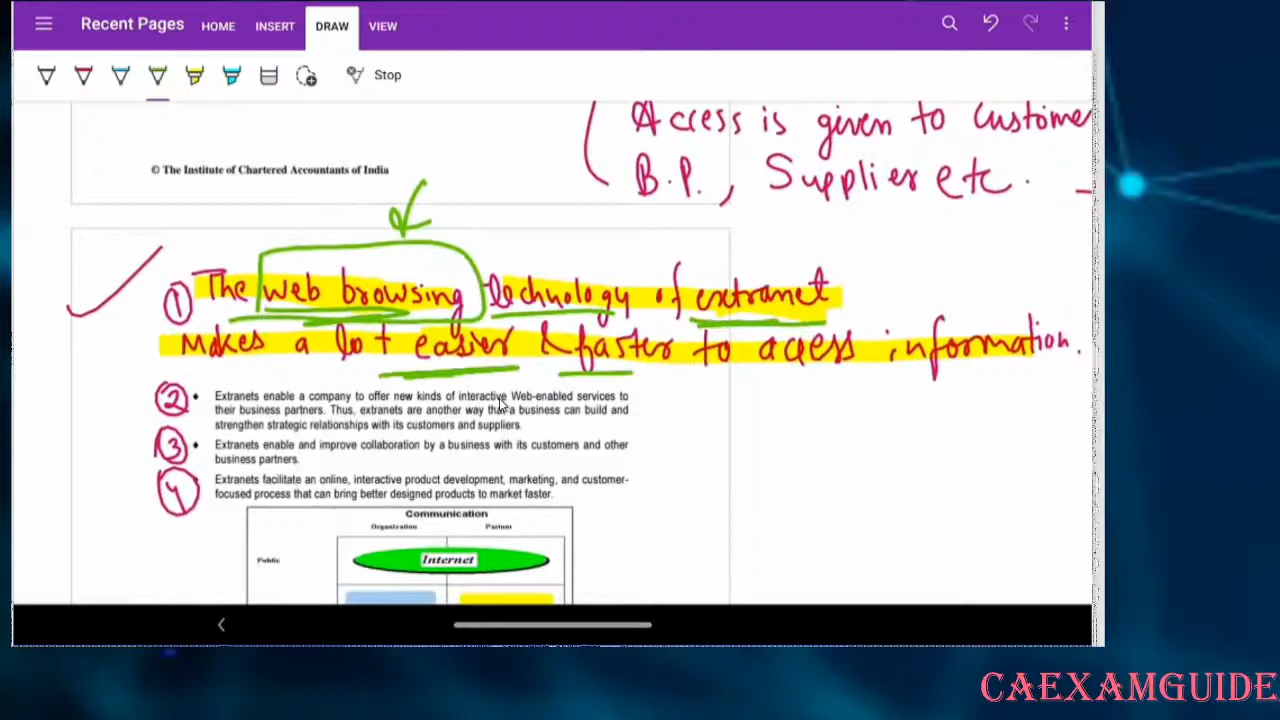 Recent Pages HOME INSERT DRAW VIEW
Stop
Access is given to custome
B.P., Supplier etc.
© The Institute of Chartered Accountants of India
① The web browsing technology of extranet
makes a lot easier & faster to acess information.
② • Extranets enable a company to offer new kinds of interactive Web-enabled services to
their business partners. Thus, extranets are another way that a business can build and
strengthen strategic relationships with its customers and suppliers.
③ • Extranets enable and improve collaboration by a business with its customers and other
business partners.
④ • Extranets facilitate an online, interactive product development, marketing, and customer-
focused process that can bring better designed products to market faster.
Communication
Organization Partner
Public
Internet
CAEXAMGUIDE